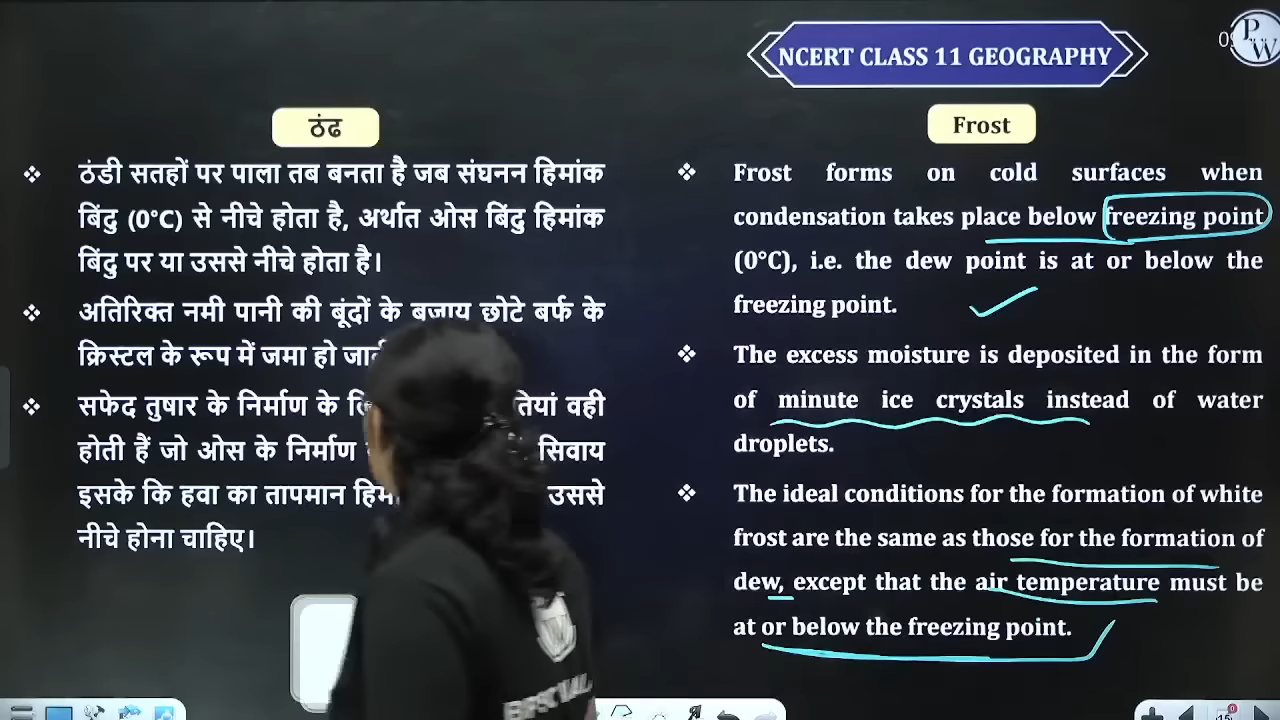 NCERT CLASS 11 GEOGRAPHY
PW
ठंढ
ठंडी सतहों पर पाला तब बनता है जब संघनन हिमांक
बिंदु (0°C) से नीचे होता है, अर्थात ओस बिंदु हिमांक
बिंदु पर या उससे नीचे होता है।
अतिरिक्त नमी पानी की बूंदों के बजाय छोटे बर्फ के
क्रिस्टल के रूप में जमा हो
सफेद तुषार के निर्माण के वही
होती हैं जो ओस के निर्माण सिवाय
इसके कि हवा का तापमान उससे
नीचे होना चाहिए।
Frost
Frost forms on cold surfaces when
condensation takes place below freezing point
(0°C), i.e. the dew point is at or below the
freezing point.
The excess moisture is deposited in the form
of minute ice crystals instead of water
droplets.
The ideal conditions for the formation of white
frost are the same as those for the formation of
dew, except that the air temperature must be
at or below the freezing point.